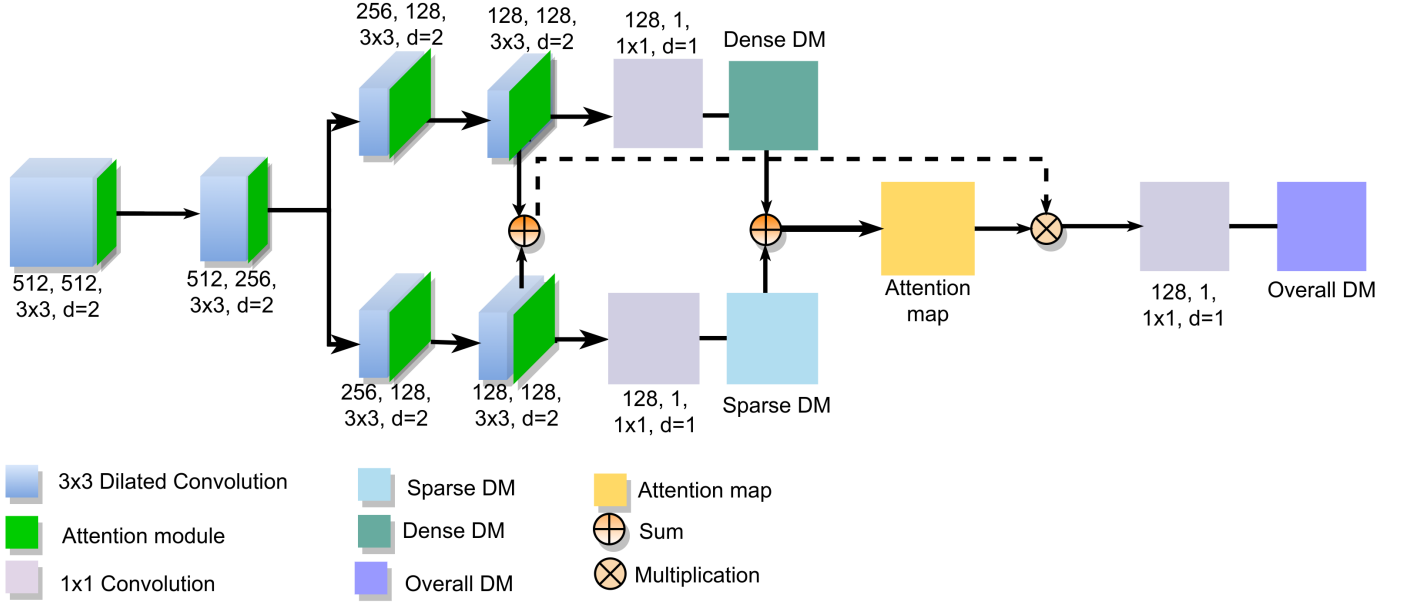 256, 128,
3x3, d=2
128, 128,
3x3, d=2
128, 1,
1x1, d=1
Dense DM
512, 512,
3x3, d=2
512, 256,
3x3, d=2
Attention
map
128, 1,
1x1, d=1
Overall DM
256, 128,
3x3, d=2
128, 128,
3x3, d=2
128, 1,
1x1, d=1
Sparse DM
3x3 Dilated Convolution
Attention module
1x1 Convolution
Sparse DM
Dense DM
Overall DM
Attention map
Sum
Multiplication